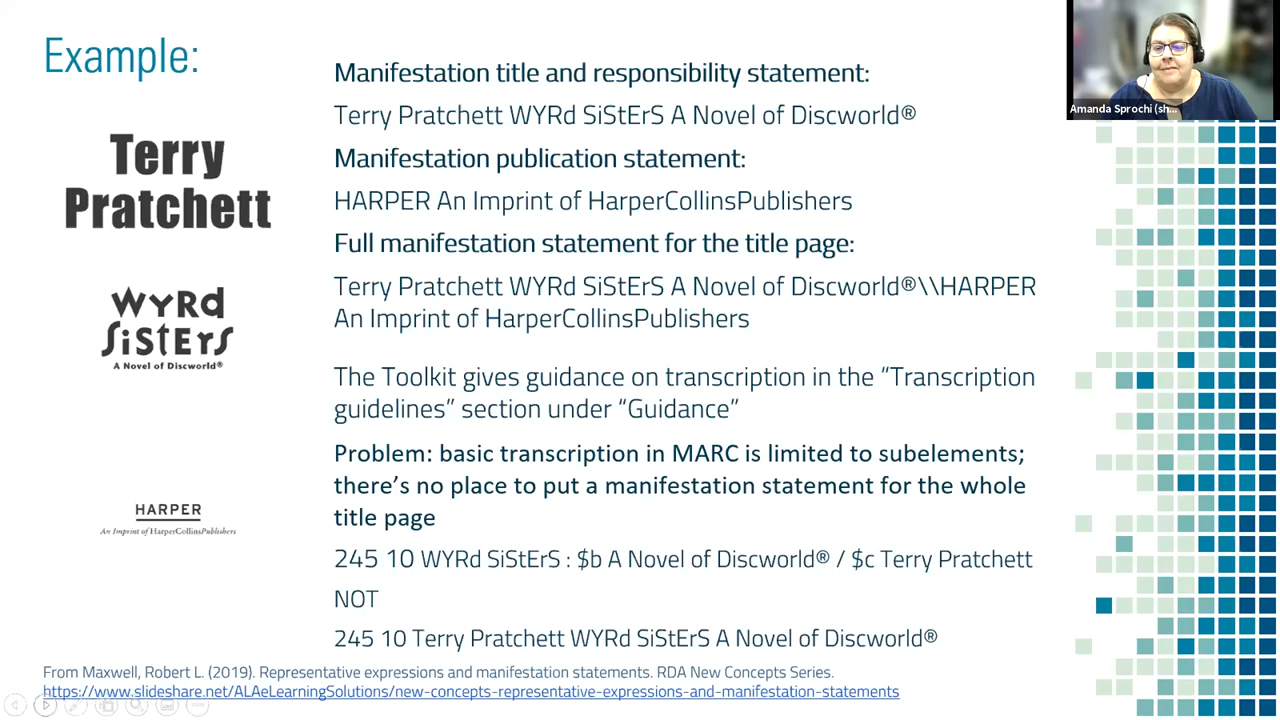 Example:
Terry
Pratchett
WYRd
SiStErS
A Novel of Discworld®
HARPER
An Imprint of HarperCollinsPublishers
Manifestation title and responsibility statement:
Terry Pratchett WYRd SiStErS A Novel of Discworld®
Manifestation publication statement:
HARPER An Imprint of HarperCollinsPublishers
Full manifestation statement for the title page:
Terry Pratchett WYRd SiStErS A Novel of Discworld®\\HARPER
An Imprint of HarperCollinsPublishers
The Toolkit gives guidance on transcription in the “Transcription
guidelines” section under “Guidance”
Problem: basic transcription in MARC is limited to subelements;
there’s no place to put a manifestation statement for the whole
title page
245 10 WYRd SiStErS : $b A Novel of Discworld® / $c Terry Pratchett
NOT
245 10 Terry Pratchett WYRd SiStErS A Novel of Discworld®
From Maxwell, Robert L. (2019). Representative expressions and manifestation statements. RDA New Concepts Series.
https://www.slideshare.net/ALAeLearningSolutions/new-concepts-representative-expressions-and-manifestation-statements
Amanda Sprochi (sh...